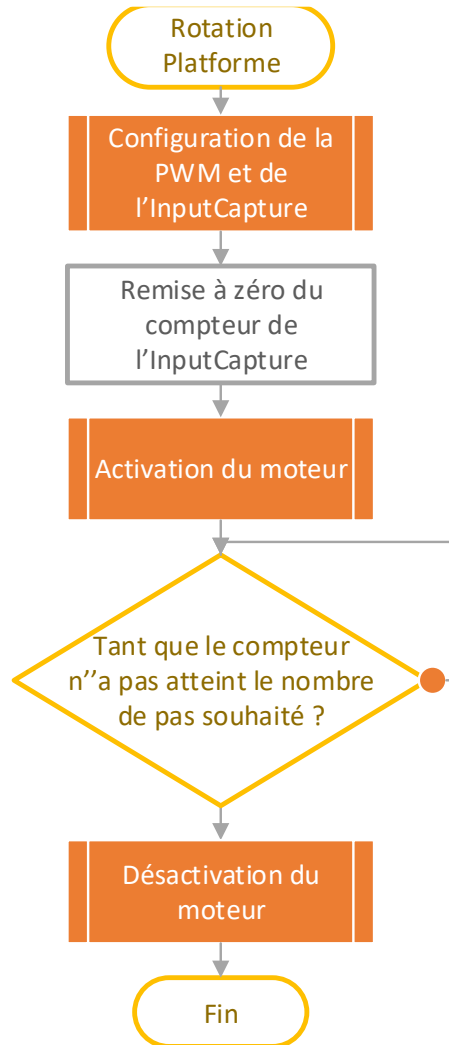 Rotation
Platforme
Configuration de la
PWM et de
l’InputCapture
Remise à zéro du
compteur de
l’InputCapture
Activation du moteur
Tant que le compteur
n’’a pas atteint le nombre
de pas souhaité ?
Désactivation du
moteur
Fin